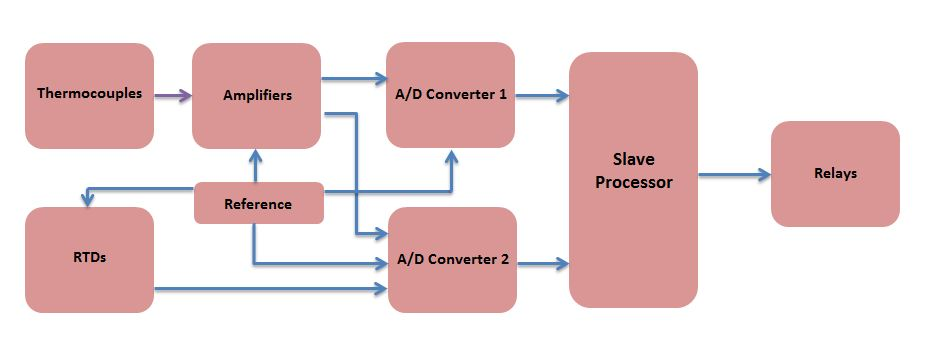 Thermocouples
Amplifiers
A/D Converter 1
Slave
Processor
Relays
Reference
RTDs
A/D Converter 2